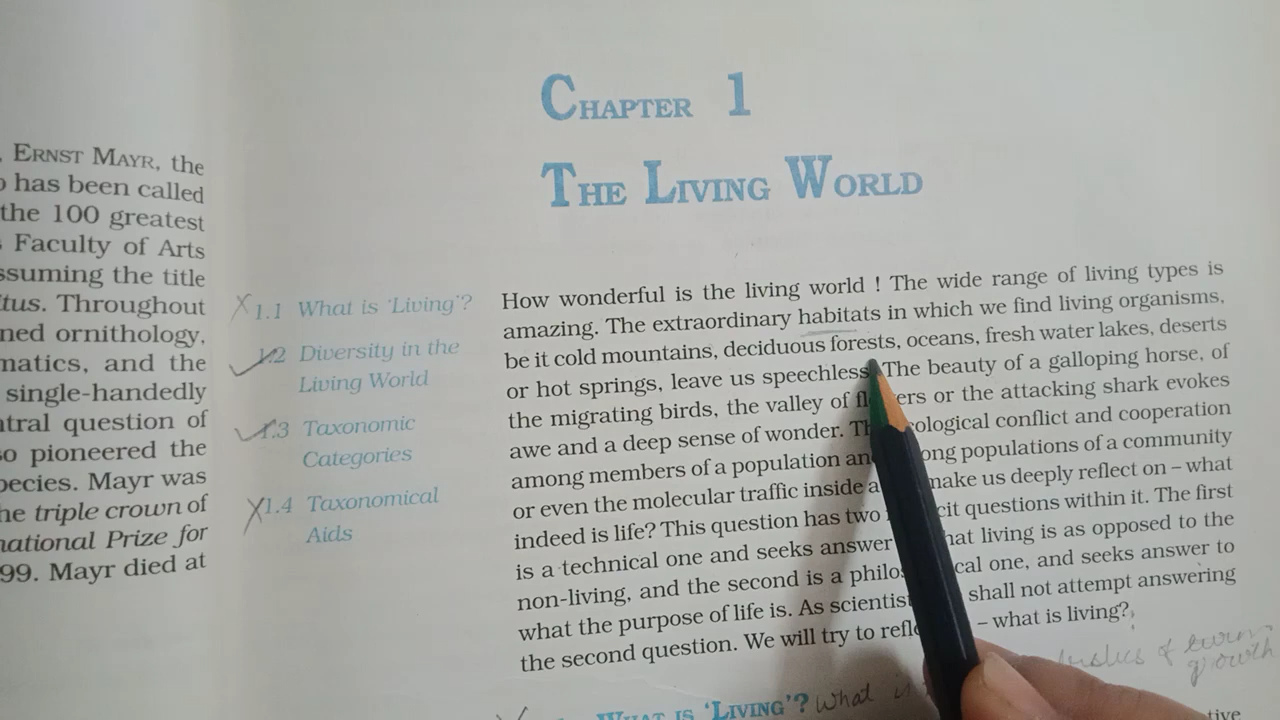 , ERNST MAYR, the
has been called
the 100 greatest
Faculty of Arts
ssuming the title
tus. Throughout
ned ornithology,
matics, and the
single-handedly
ntral question of
so pioneered the
pecies. Mayr was
he triple crown of
national Prize for
99. Mayr died at
CHAPTER 1
THE LIVING WORLD
1.1 What is 'Living'?
1.2 Diversity in the
Living World
1.3 Taxonomic
Categories
1.4 Taxonomical
Aids
How wonderful is the living world ! The wide range of living types is
amazing. The extraordinary habitats in which we find living organisms,
be it cold mountains, deciduous forests, oceans, fresh water lakes, deserts
or hot springs, leave us speechless. The beauty of a galloping horse, of
the migrating birds, the valley of fl ers or the attacking shark evokes
awe and a deep sense of wonder. Th ological conflict and cooperation
among members of a population an ong populations of a community
or even the molecular traffic inside a make us deeply reflect on – what
indeed is life? This question has two cit questions within it. The first
is a technical one and seeks answer hat living is as opposed to the
non-living, and the second is a philos cal one, and seeks answer to
what the purpose of life is. As scientist shall not attempt answering
the second question. We will try to refle – what is living?
growth
WHAT IS 'LIVING'? What is
tive